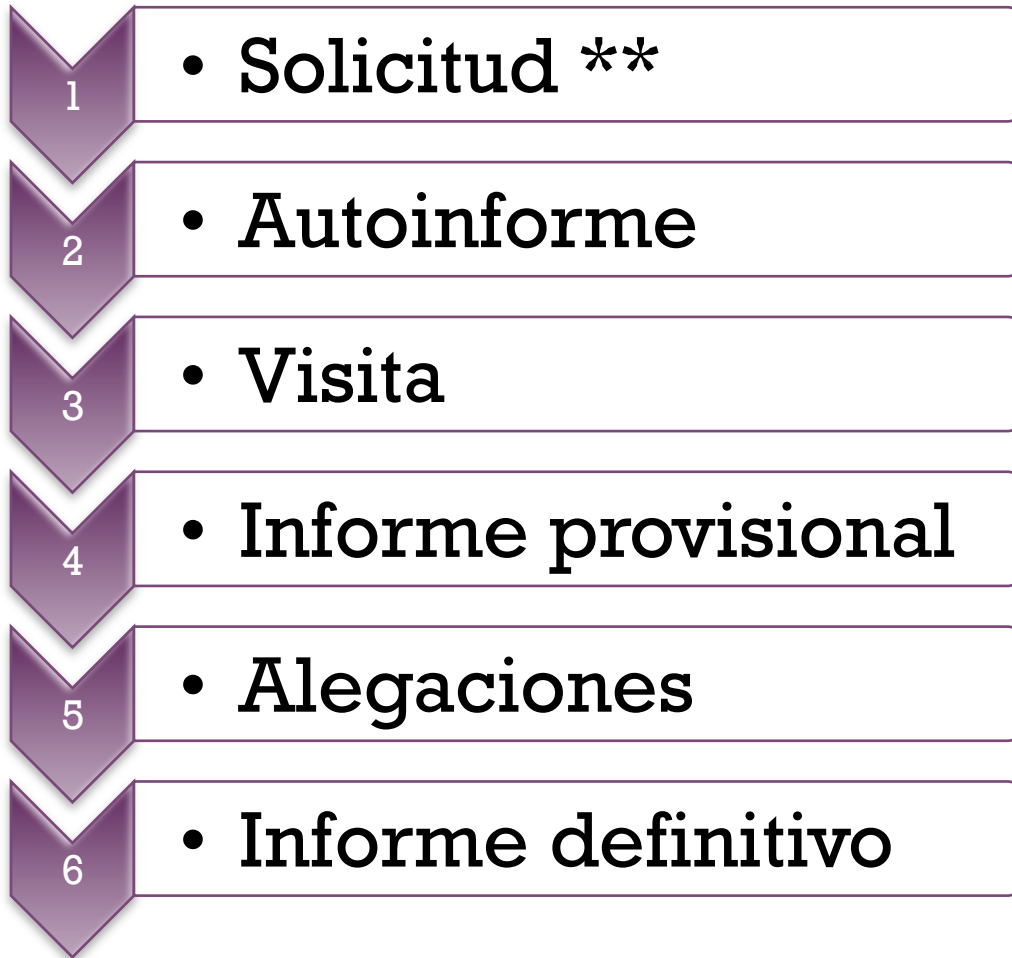 1 • Solicitud **
2 • Autoinforme
3 • Visita
4 • Informe provisional
5 • Alegaciones
6 • Informe definitivo